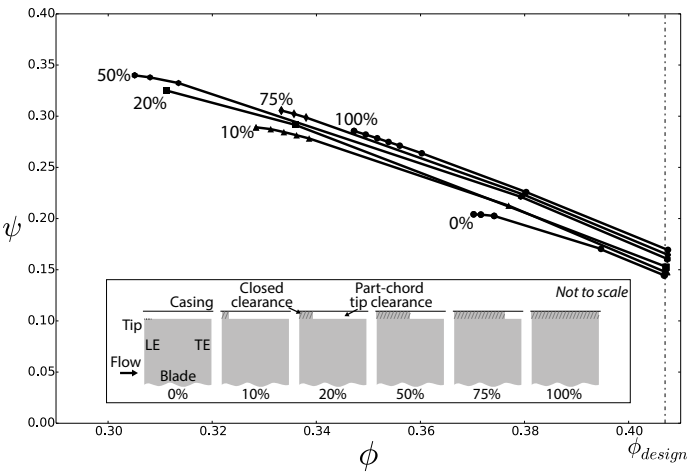 0.40
0.35
0.30
0.25
0.20
0.15
0.10
0.05
0.00
ψ
50%
20%
75%
100%
10%
0%
Closed
clearance
Part-chord
tip clearance
Not to scale
Casing
Tip
LE
TE
Flow
Blade
0%
10%
20%
50%
75%
100%
0.30
0.32
0.34
0.36
0.38
0.40
ϕ
ϕdesign